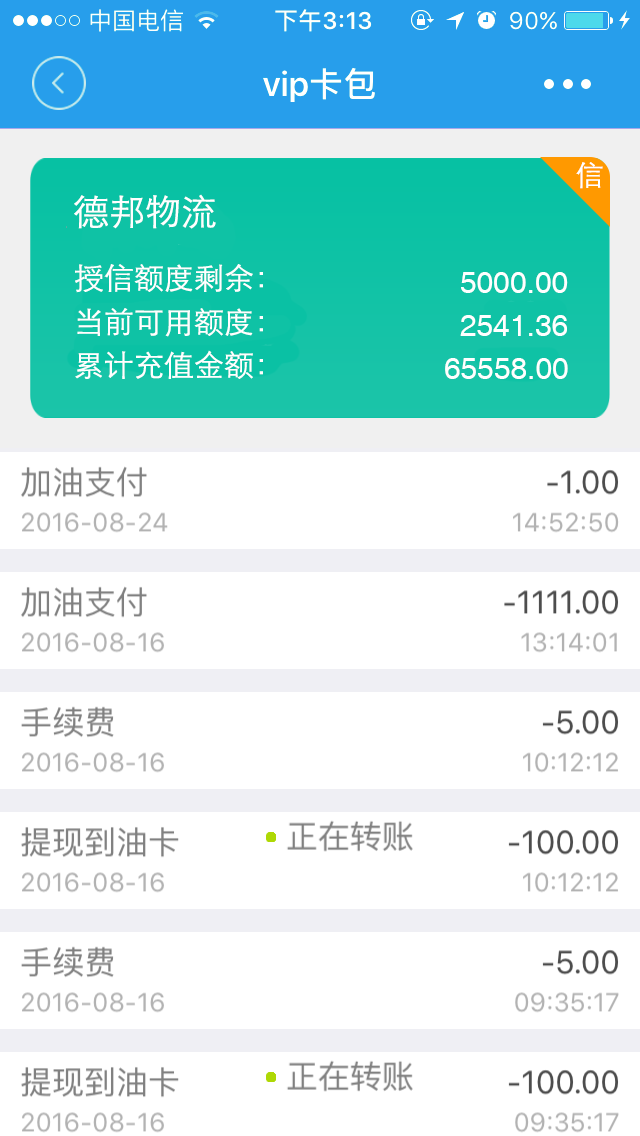 中国电信 下午3:13 90%
vip卡包
信
德邦物流
授信额度剩余: 5000.00
当前可用额度: 2541.36
累计充值金额: 65558.00
加油支付 -1.00
2016-08-24 14:52:50
加油支付 -1111.00
2016-08-16 13:14:01
手续费 -5.00
2016-08-16 10:12:12
提现到油卡 正在转账 -100.00
2016-08-16 10:12:12
手续费 -5.00
2016-08-16 09:35:17
提现到油卡 正在转账 -100.00
2016-08-16 09:35:17